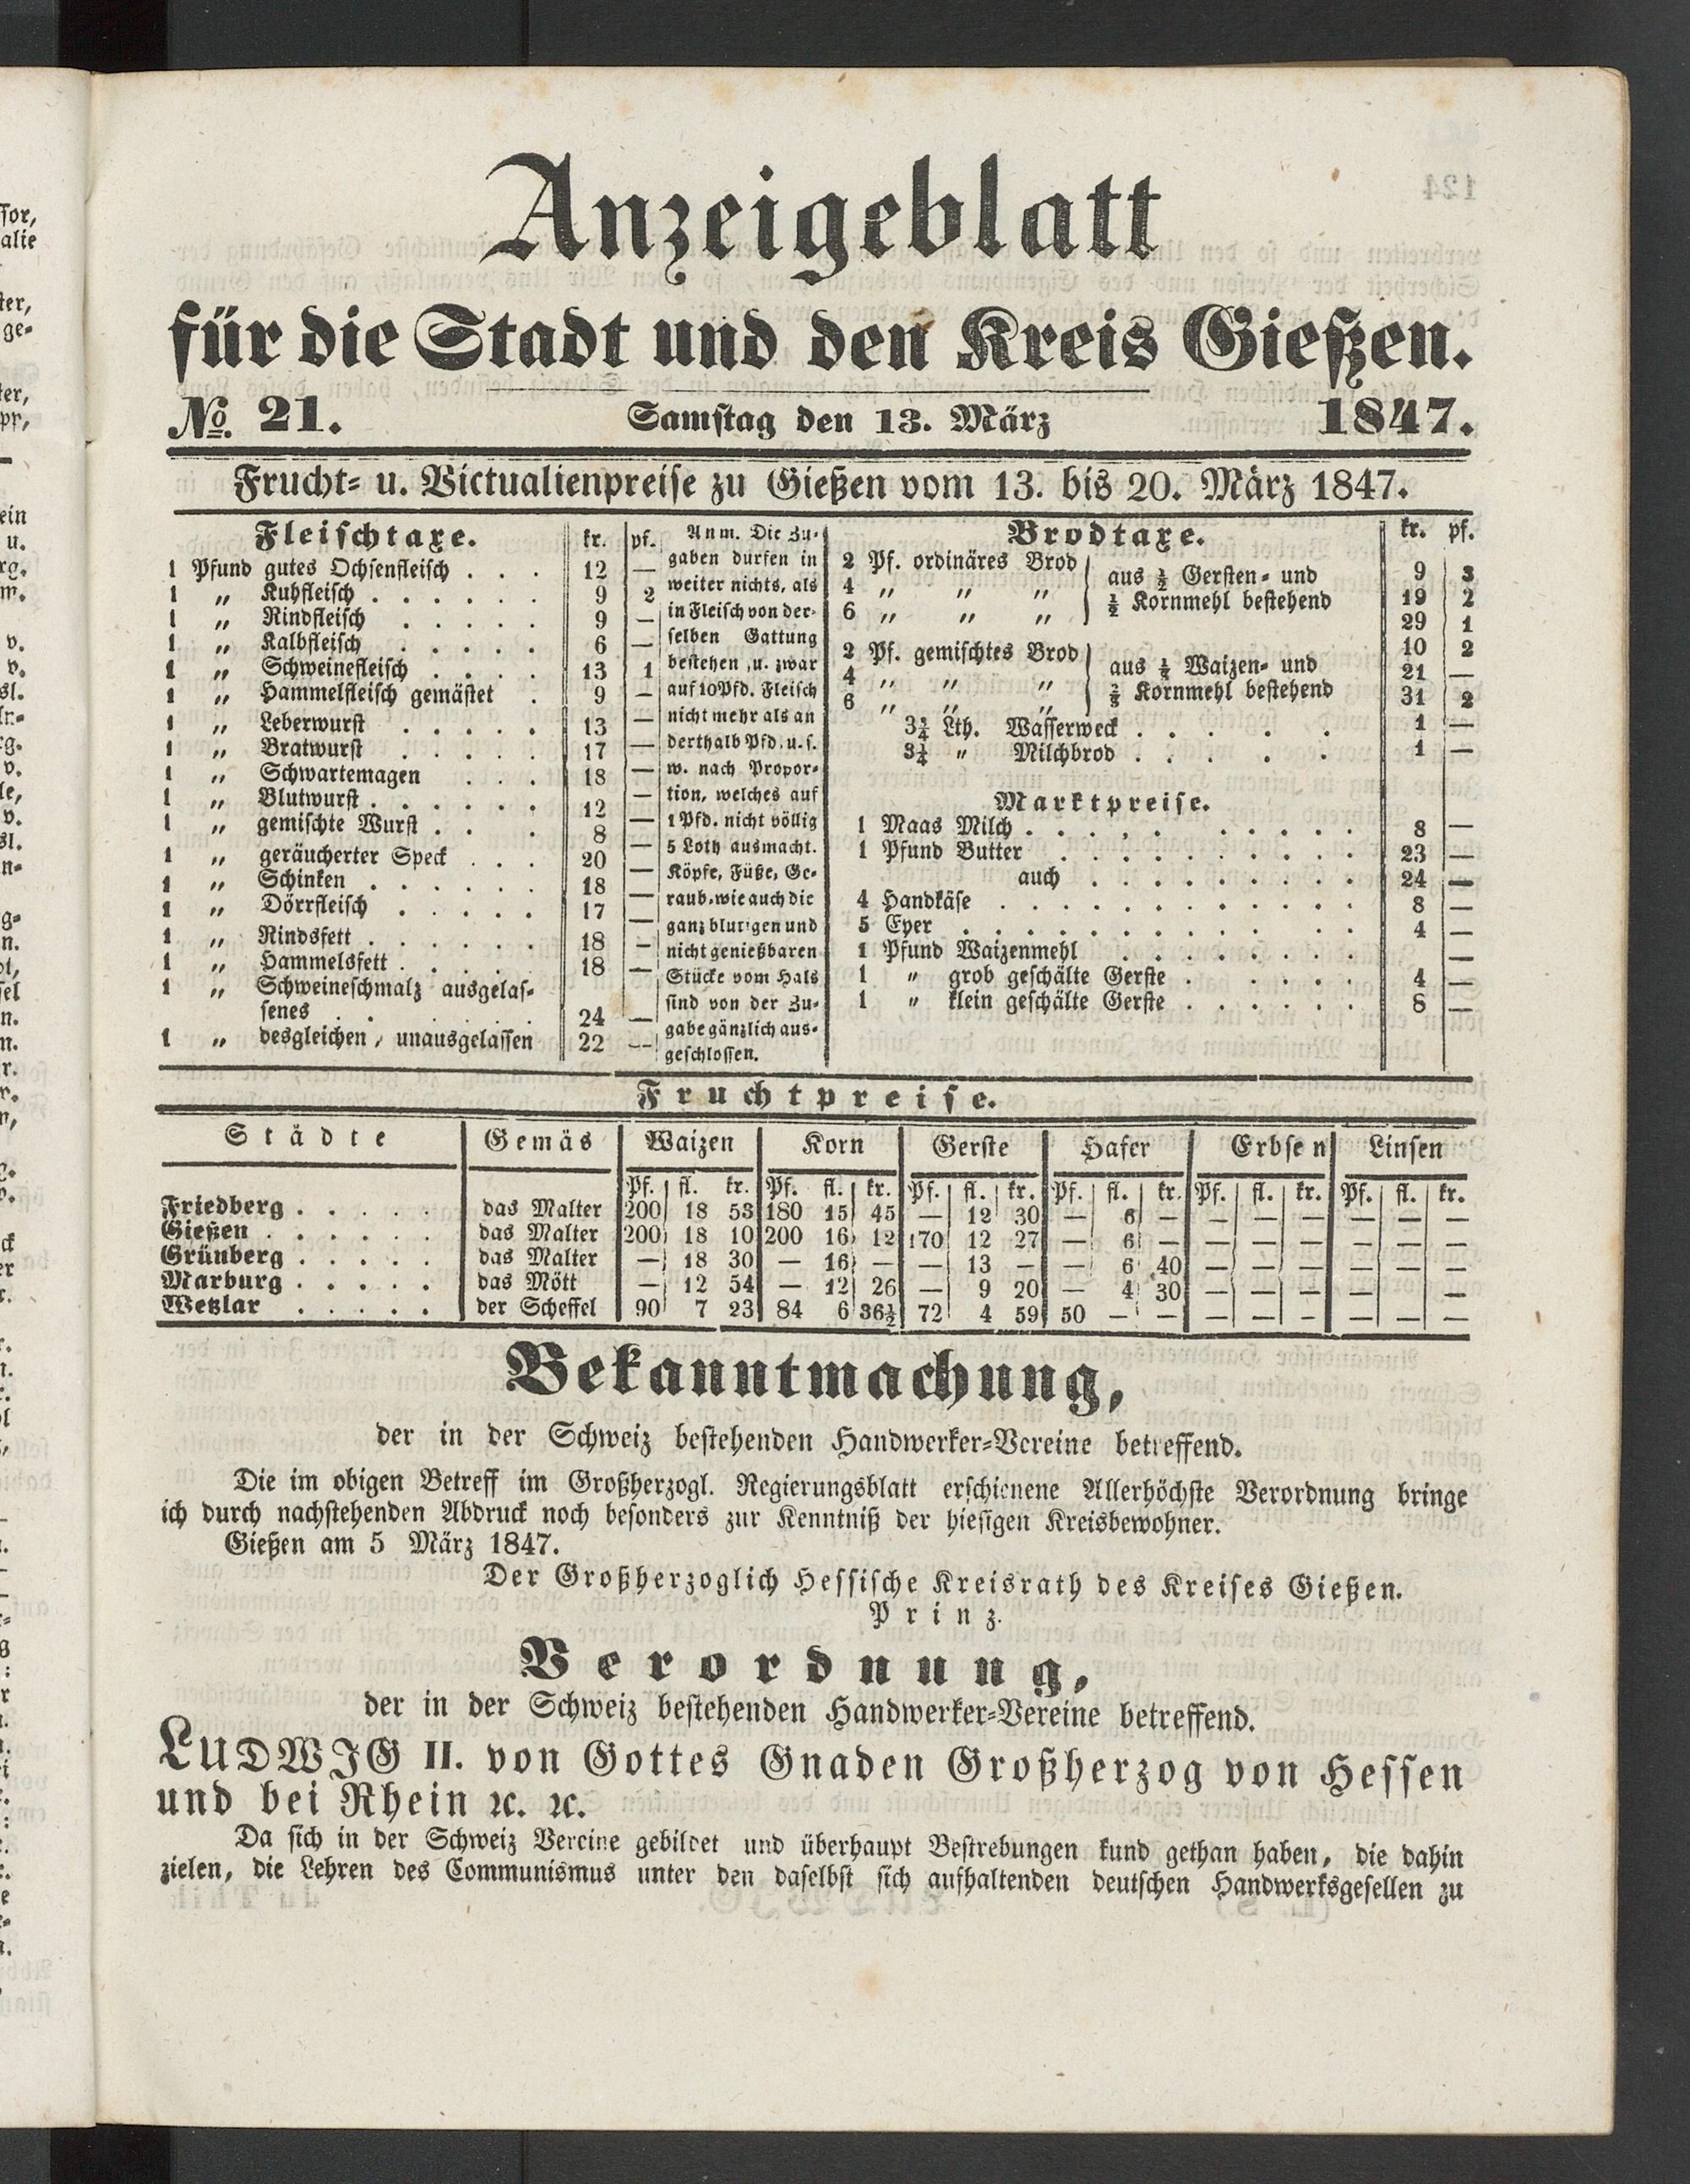 Anzeigeblatt
für die Stadt und den Kreis Gießen.
No. 21. Samstag den 13. März 1847.
Frucht- u. Victualienpreise zu Gießen vom 13. bis 20. März 1847.
Fleischtaxe. kr. pf.
1 Pfund gutes Ochsenfleisch . . . 12 —
1 „ Kuhfleisch . . . . . . 9 2
1 „ Rindfleisch . . . . . 9 —
1 „ Kalbfleisch . . . . . 6 —
1 „ Schweinefleisch . . . . 13 1
1 „ Hammelfleisch gemästet . 9 —
1 „ Leberwurst . . . . . 13 —
1 „ Bratwurst . . . . . 17 —
1 „ Schwartemagen . . . 18 —
1 „ Blutwurst . . . . . . 12 —
1 „ gemischte Wurst . . . . 8 —
1 „ geräucherter Speck . . . 20 —
1 „ Schinken . . . . . . 18 —
1 „ Dörrfleisch . . . . . 17 —
1 „ Rindsfett . . . . . . 18 —
1 „ Hammelsfett . . . . . 18 —
1 „ Schweineschmalz ausgelas-
senes . . . . . . 24 —
1 „ desgleichen, unausgelassen 22 —
Anm. Die Zu-
gaben durfen in
weiter nichts, als
in Fleisch von der-
selben Gattung
bestehen, u. zwar
auf 10 Pfd. Fleisch
nicht mehr als an
derthalb Pfd. u. s.
w. nach Propor-
tion, welches auf
1 Pfd. nicht völlig
5 Loth ausmacht.
Köpfe, Füße, Ge-
raub, wie auch die
ganz blutigen und
nicht genießbaren
Stücke vom Hals
sind von der Zu-
gabe gänzlich aus-
geschlossen.
Brodtaxe. kr. pf.
2 Pf. ordinäres Brod 9 3
4 „ „ „ aus ½ Gersten- und 19 2
6 „ „ „ ½ Kornmehl bestehend 29 1
2 Pf. gemischtes Brod 10 2
4 „ „ „ aus Waizen- und 21 —
6 „ „ „ Kornmehl bestehend 31 2
Lth. Wasserweck . . . . . 1 —
„ Milchbrod . . . . . 1 —
Marktpreise.
1 Maas Milch . . . . . . . . . 8 —
1 Pfund Butter . . . . . . . . . 23 —
auch . . . . . . . . 24 —
4 Handkäse . . . . . . . . . . . 8 —
5 Eyer . . . . . . . . . . . 4 —
1 Pfund Waizenmehl . . . . . . . —
1 „ grob geschälte Gerste . . . . . 4 —
1 „ klein geschälte Gerste . . . . . 8 —
Fruchtpreise.
Städte Gemäs Waizen Korn Gerste Hafer Erbsen Linsen
Pf. fl. kr. Pf. fl. kr. Pf. fl. kr. Pf. fl. kr. Pf. fl. kr. Pf. fl. kr.
Friedberg . . . . . das Malter 200 18 53 180 15 45 — 12 30 — 6 — — — — — — —
Gießen . . . . . . das Malter 200 18 10 200 16 12 170 12 27 — 6 — — — — — — —
Grünberg . . . . . das Malter — 18 30 — 16 — — 13 — — 6 40 — — — — — —
Marburg . . . . . das Mött — 12 54 — 12 26 — 9 20 — 4 30 — — — — —
Wetzlar . . . . . der Scheffel 90 7 23 84 6 36½ 72 4 59 50 — — — — — — — —
Bekanntmachung,
der in der Schweiz bestehenden Handwerker-Vereine betreffend.
Die im obigen Betreff im Großherzogl. Regierungsblatt erschienene Allerhöchste Verordnung bringe
ich durch nachstehenden Abdruck noch besonders zur Kenntniß der hiesigen Kreisbewohner.
Gießen am 5 März 1847.
Der Großherzoglich Hessische Kreisrath des Kreises Gießen.
Prinz.
Verordnung,
der in der Schweiz bestehenden Handwerker-Vereine betreffend.
LUDWIG II. von Gottes Gnaden Großherzog von Hessen
und bei Rhein ꝛc. ꝛc.
Da sich in der Schweiz Vereine gebildet und überhaupt Bestrebungen kund gethan haben, die dahin
zielen, die Lehren des Communismus unter den daselbst sich aufhaltenden deutschen Handwerksgesellen zu